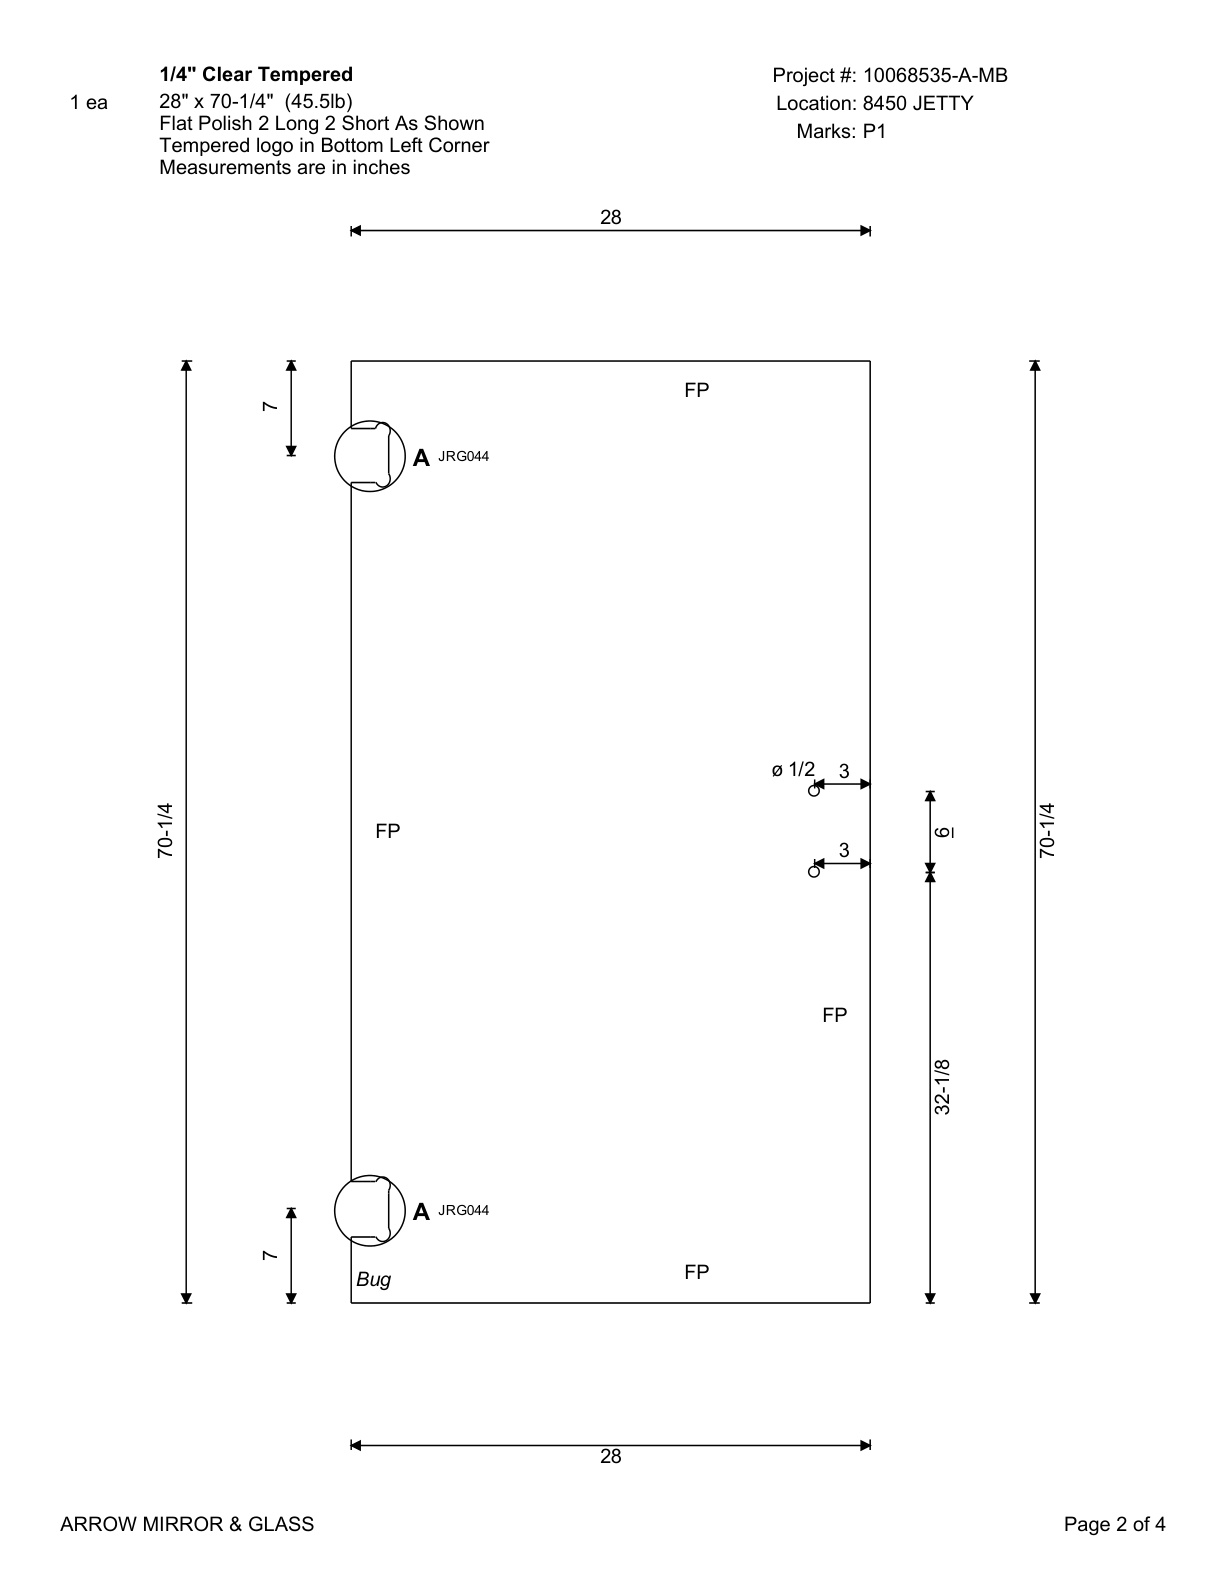 1/4" Clear Tempered
Project #: 10068535-A-MB
1 ea
28" x 70-1/4" (45.5lb)
Location: 8450 JETTY
Flat Polish 2 Long 2 Short As Shown
Marks: P1
Tempered logo in Bottom Left Corner
Measurements are in inches
28
FP
7
A JRG044
ø 1/2
3
70-1/4
FP
6
70-1/4
3
FP
32-1/8
A JRG044
7
Bug
FP
28
ARROW MIRROR & GLASS
Page 2 of 4